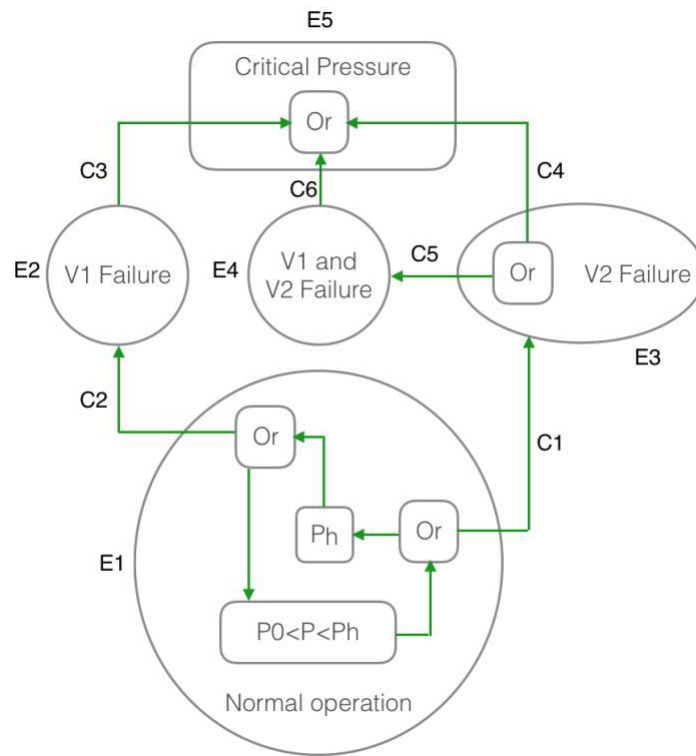 E5
Critical Pressure
Or
C3
C6
C4
E2
V1 Failure
E4
V1 and
V2 Failure
C5
Or
V2 Failure
E3
C2
Or
C1
Ph
Or
E1
P0<P<Ph
Normal operation